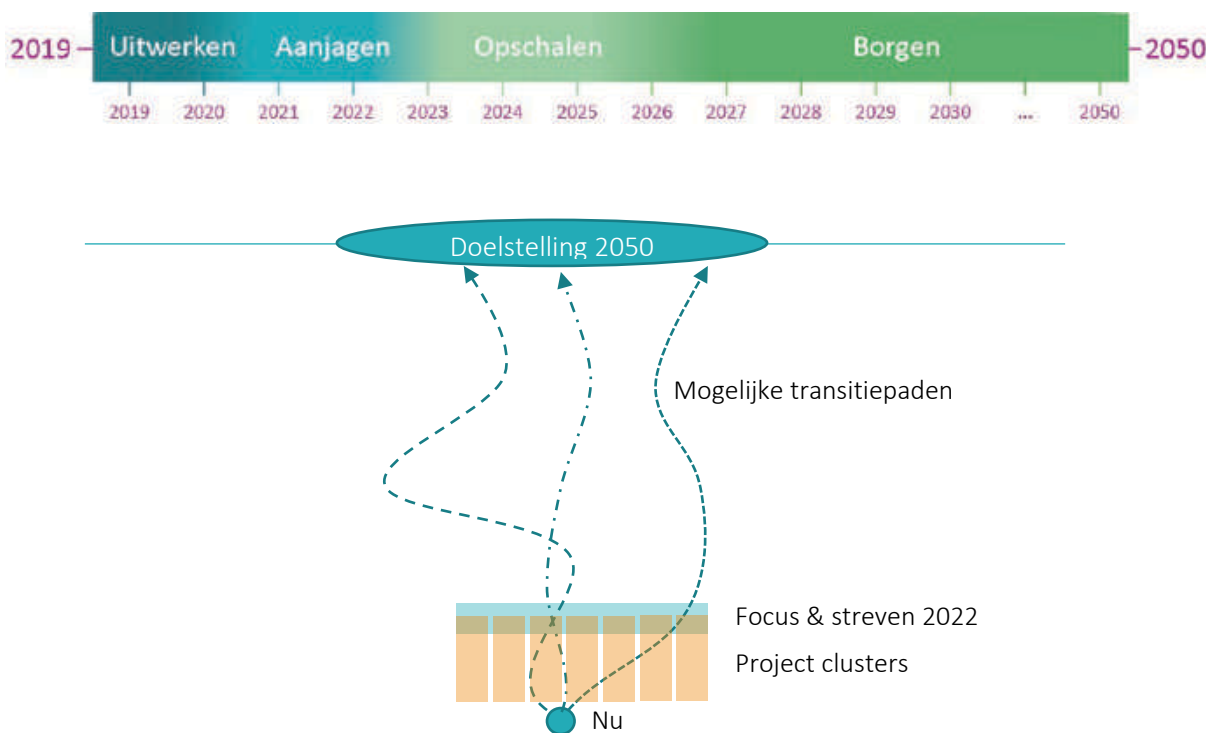 2019 Uitwerken Aanjagen Opschalen Borgen 2050
2019 2020 2021 2022 2023 2024 2025 2026 2027 2028 2029 2030 ... 2050
Doelstelling 2050
Mogelijke transitiepaden
Focus & streven 2022
Project clusters
Nu